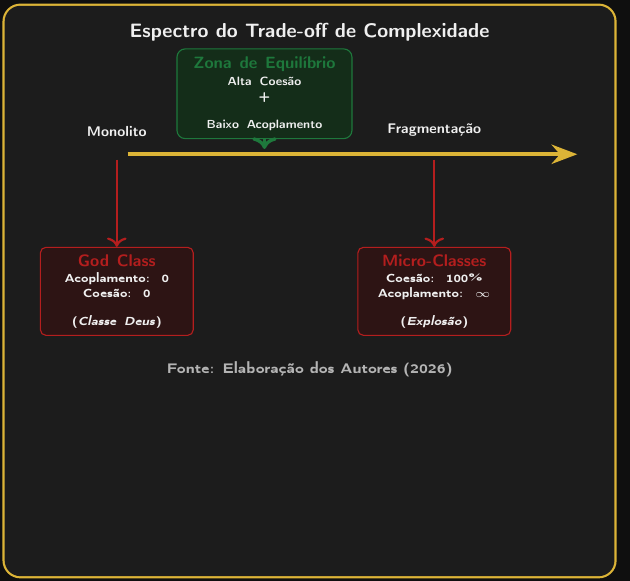 Espectro do Trade-off de Complexidade
Zona de Equilíbrio
Alta Coesão
+
Baixo Acoplamento
Monolito
Fragmentação
God Class
Acoplamento: 0
Coesão: 0
(Classe Deus)
Micro-Classes
Coesão: 100%
Acoplamento: ∞
(Explosão)
Fonte: Elaboração dos Autores (2026)